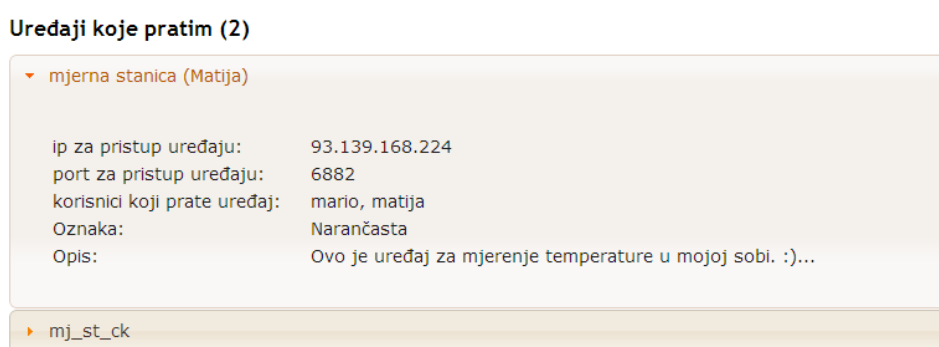 Uređaji koje pratim (2)
mjerna stanica (Matija)
ip za pristup uređaju: 93.139.168.224
port za pristup uređaju: 6882
korisnici koji prate uređaj: mario, matija
Oznaka: Narančasta
Opis: Ovo je uređaj za mjerenje temperature u mojoj sobi. :)...
mj_st_ck